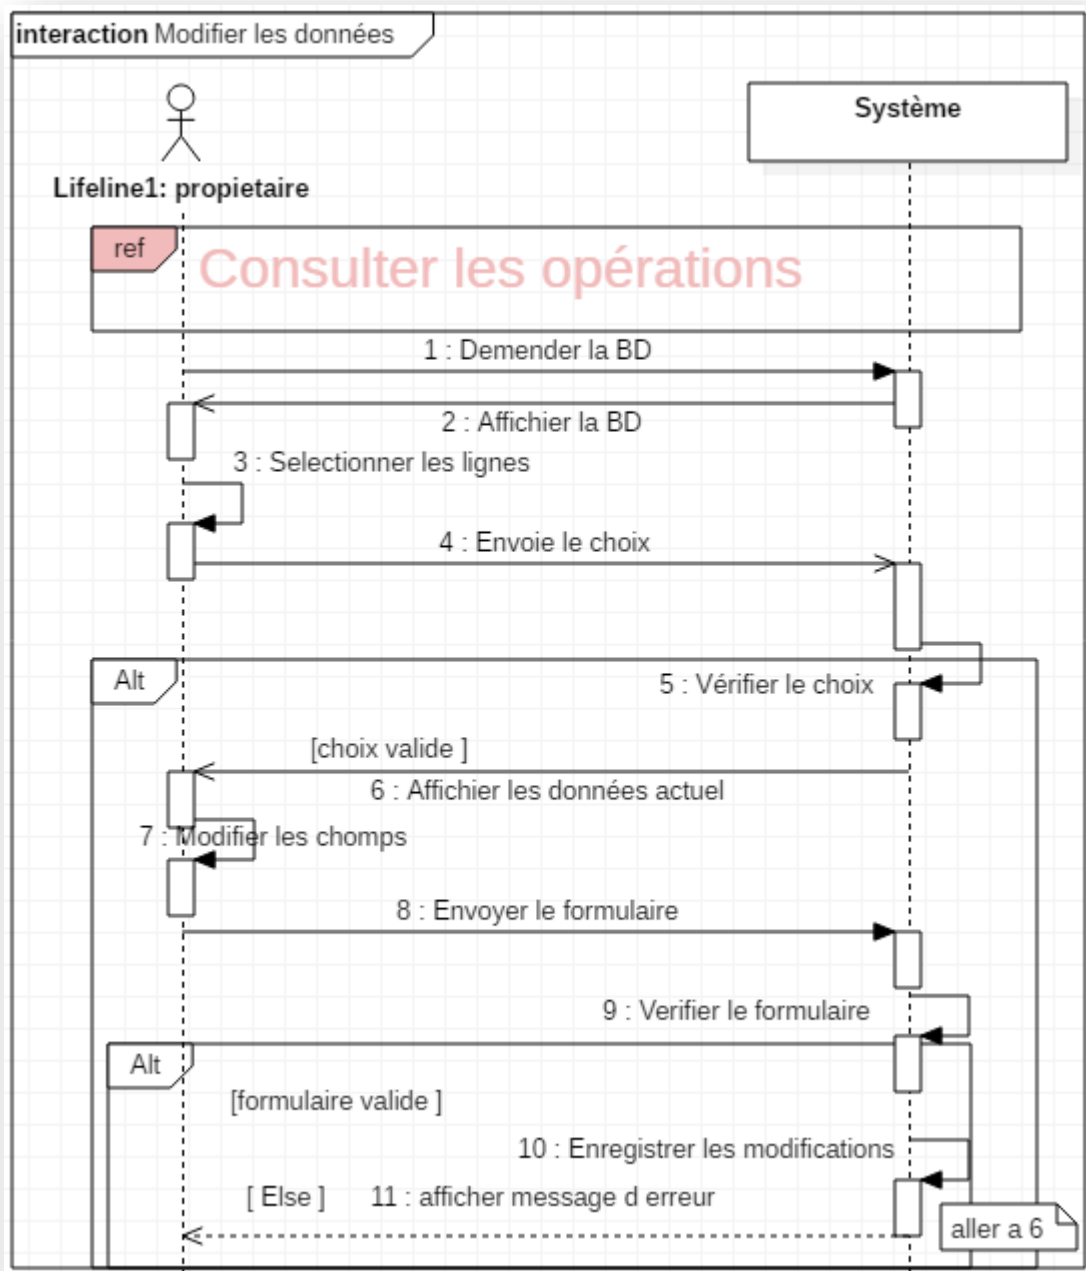 interaction Modifier les données
Système
Lifeline1: propietaire
ref
Consulter les opérations
1 : Demender la BD
2 : Affichier la BD
3 : Selectionner les lignes
4 : Envoie le choix
Alt
5 : Vérifier le choix
[choix valide ]
6 : Affichier les données actuel
7 : Modifier les chomps
8 : Envoyer le formulaire
9 : Verifier le formulaire
Alt
[formulaire valide ]
10 : Enregistrer les modifications
[ Else ] 11 : afficher message d erreur
aller a 6